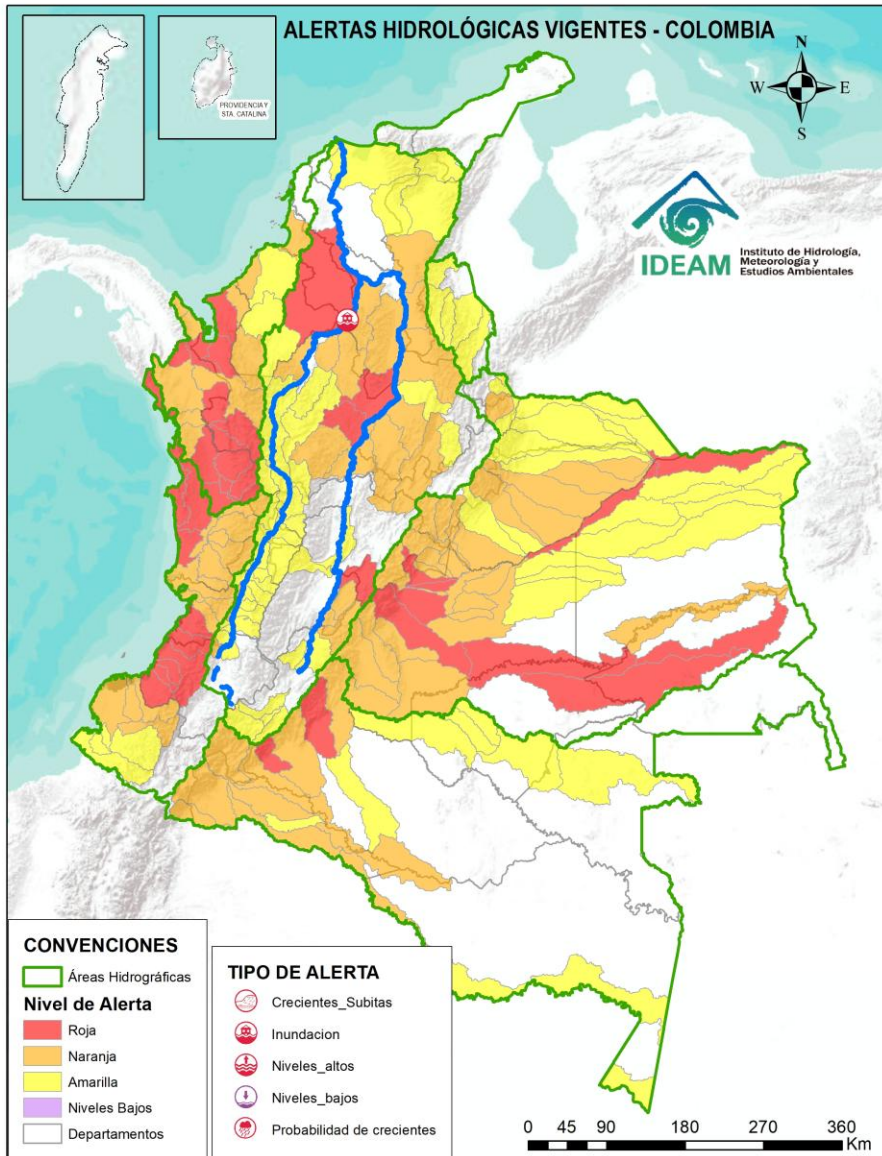 ALERTAS HIDROLÓGICAS VIGENTES - COLOMBIA
PROVIDENCIA Y
STA. CATALINA
N
W E
S
IDEAM
Instituto de Hidrología,
Meteorología y
Estudios Ambientales
CONVENCIONES
Áreas Hidrográficas
Nivel de Alerta
Roja
Naranja
Amarilla
Niveles Bajos
Departamentos
TIPO DE ALERTA
Crecientes_Subitas
Inundacion
Niveles_altos
Niveles_bajos
Probabilidad de crecientes
0 45 90 180 270 360
Km